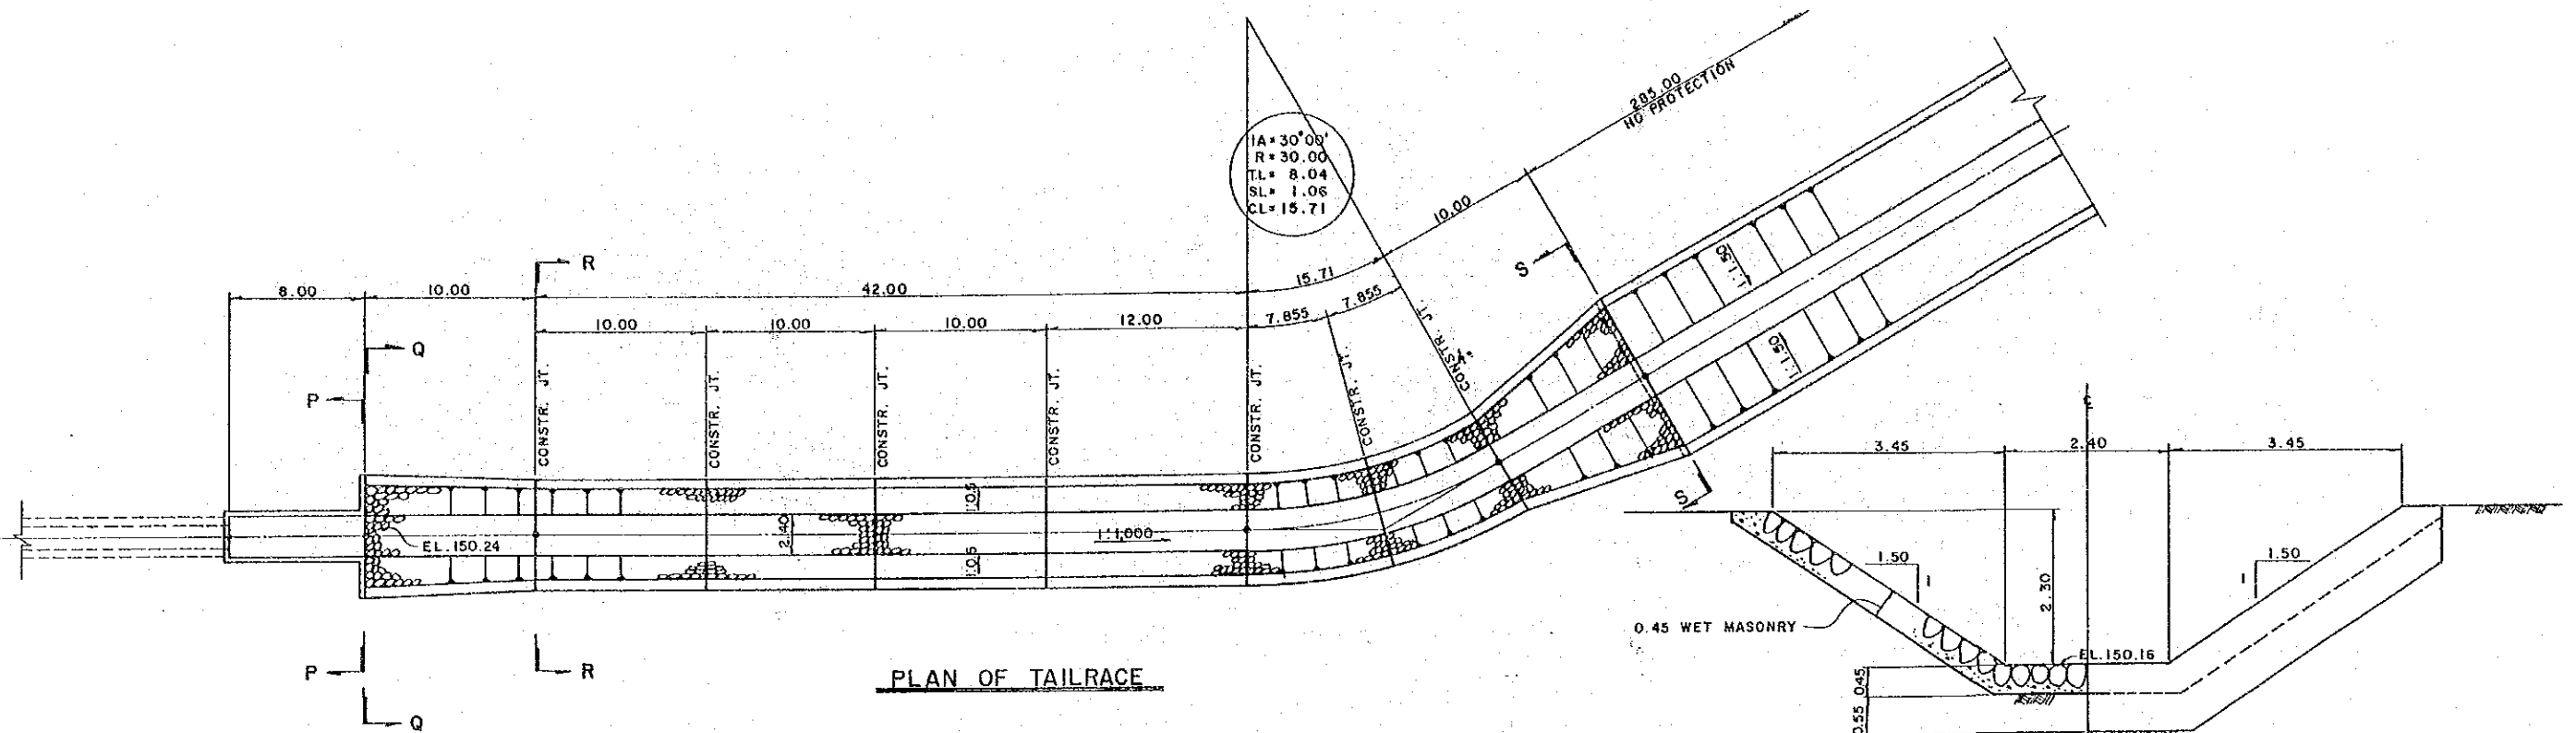 285.00
NO PROTECTION
IA = 30°00'
R = 30.00
T.L = 8.04
S.L = 1.06
C.L = 15.71
10.00
15.71
7.855
7.855
8.00
10.00
42.00
10.00
10.00
10.00
12.00
R
Q
P
S
CONSTR. JT.
CONSTR. JT.
CONSTR. JT.
CONSTR. JT.
CONSTR. JT.
CONSTR. JT.
CONSTR. JT.
1:1.50
1:1.50
S
1:0.5
2.40
1:1,000
EL. 150.24
1:0.5
P
R
Q
PLAN OF TAILRACE
℄
3.45
2.40
3.45
1.50
1
2.30
1.50
1
0.45 WET MASONRY
EL. 150.16
0.45
0.55